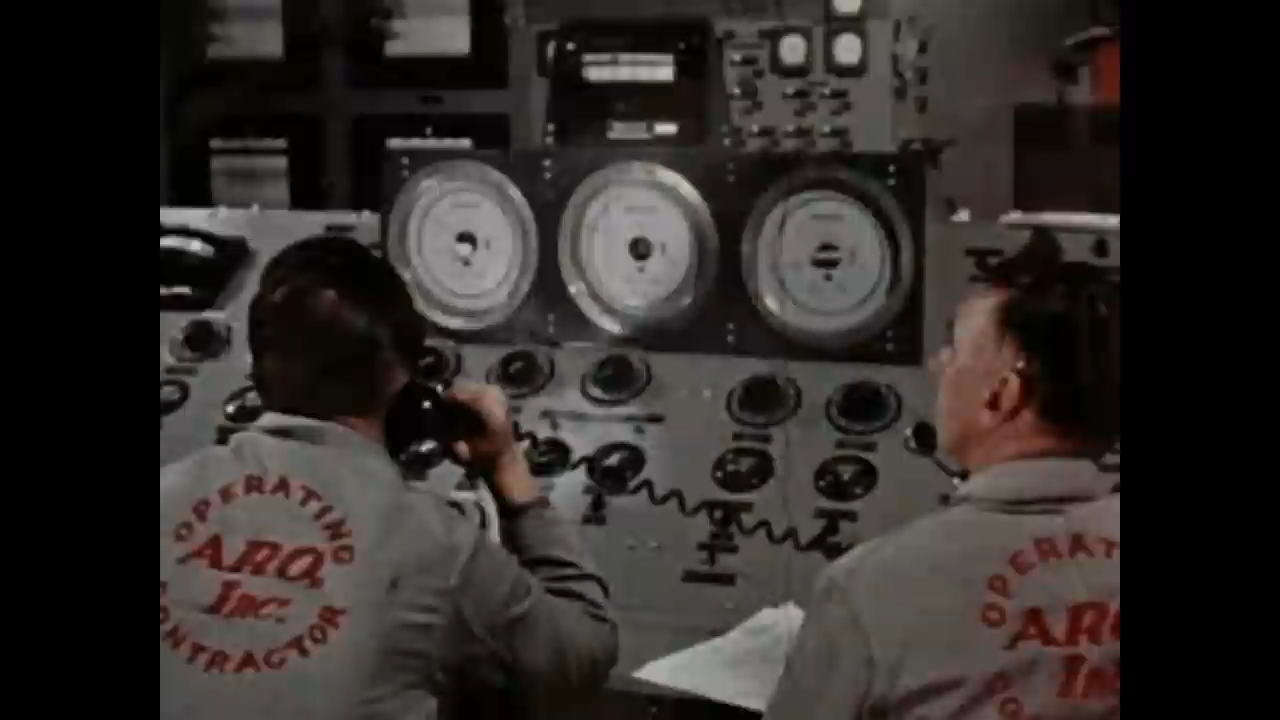 OPERATING
ARO,
Inc.
CONTRACTOR
OPERAT
ARO
Inc